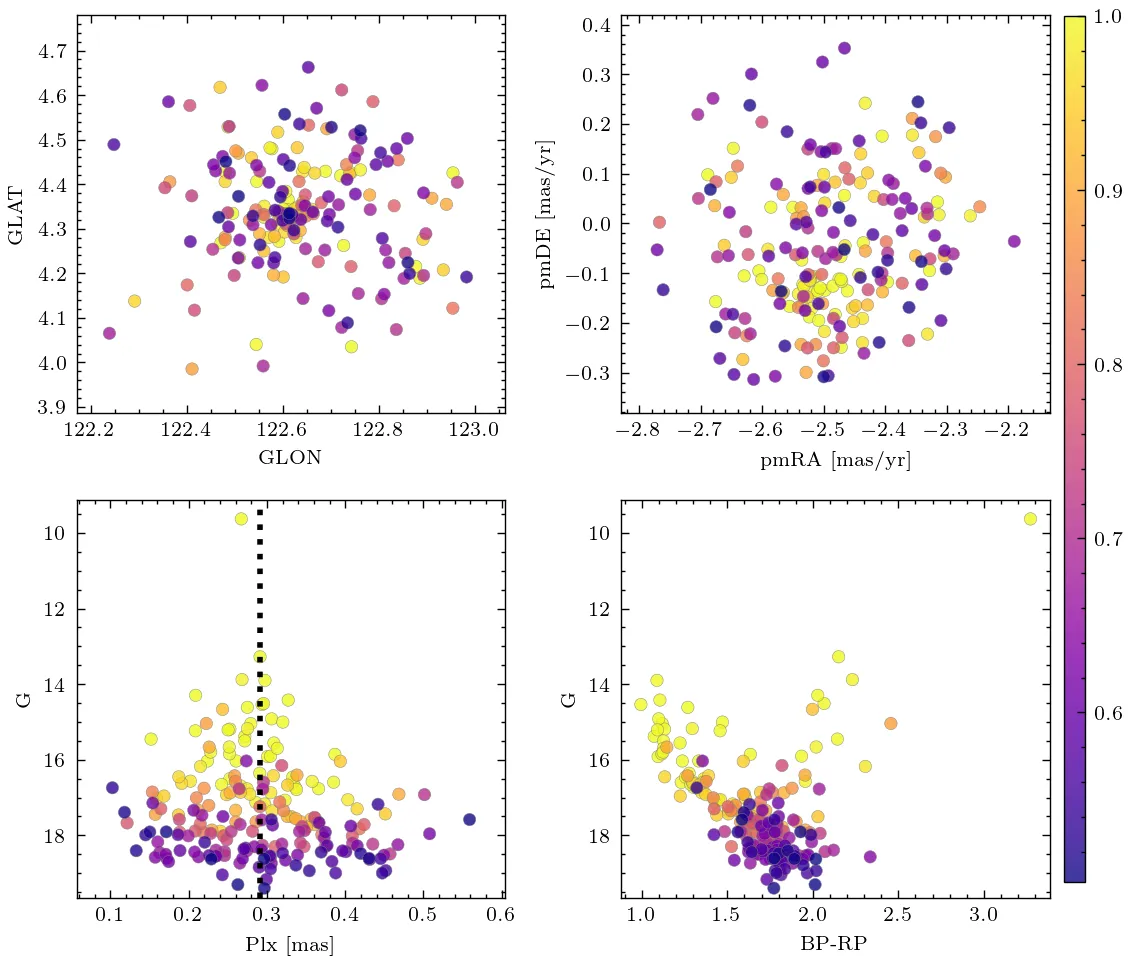 4.7
4.6
4.5
4.4
4.3
4.2
4.1
4.0
3.9
GLAT
122.2 122.4 122.6 122.8 123.0
GLON
0.4
0.3
0.2
0.1
0.0
−0.1
−0.2
−0.3
pmDE [mas/yr]
−2.8 −2.7 −2.6 −2.5 −2.4 −2.3 −2.2
pmRA [mas/yr]
1.0
0.9
0.8
0.7
0.6
10
12
14
16
18
G
0.1 0.2 0.3 0.4 0.5 0.6
Plx [mas]
10
12
14
16
18
G
1.0 1.5 2.0 2.5 3.0
BP-RP